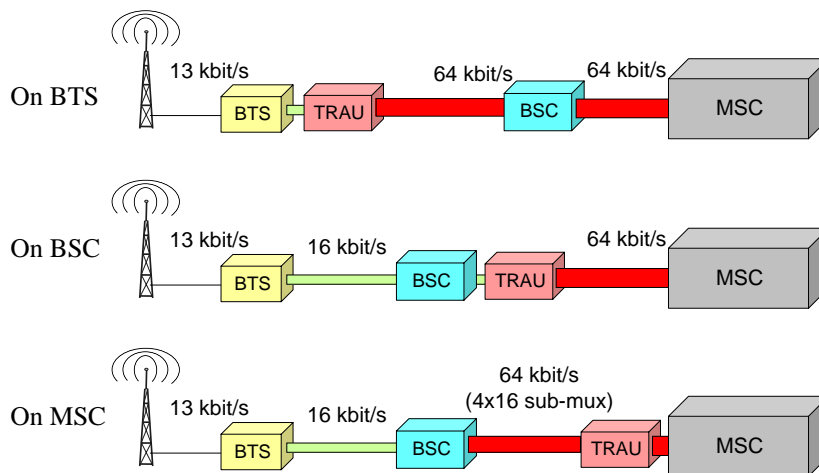 13 kbit/s
64 kbit/s
64 kbit/s
On BTS
BTS
TRAU
BSC
MSC
13 kbit/s
16 kbit/s
64 kbit/s
On BSC
BTS
BSC
TRAU
MSC
64 kbit/s
(4x16 sub-mux)
13 kbit/s
16 kbit/s
On MSC
BTS
BSC
TRAU
MSC